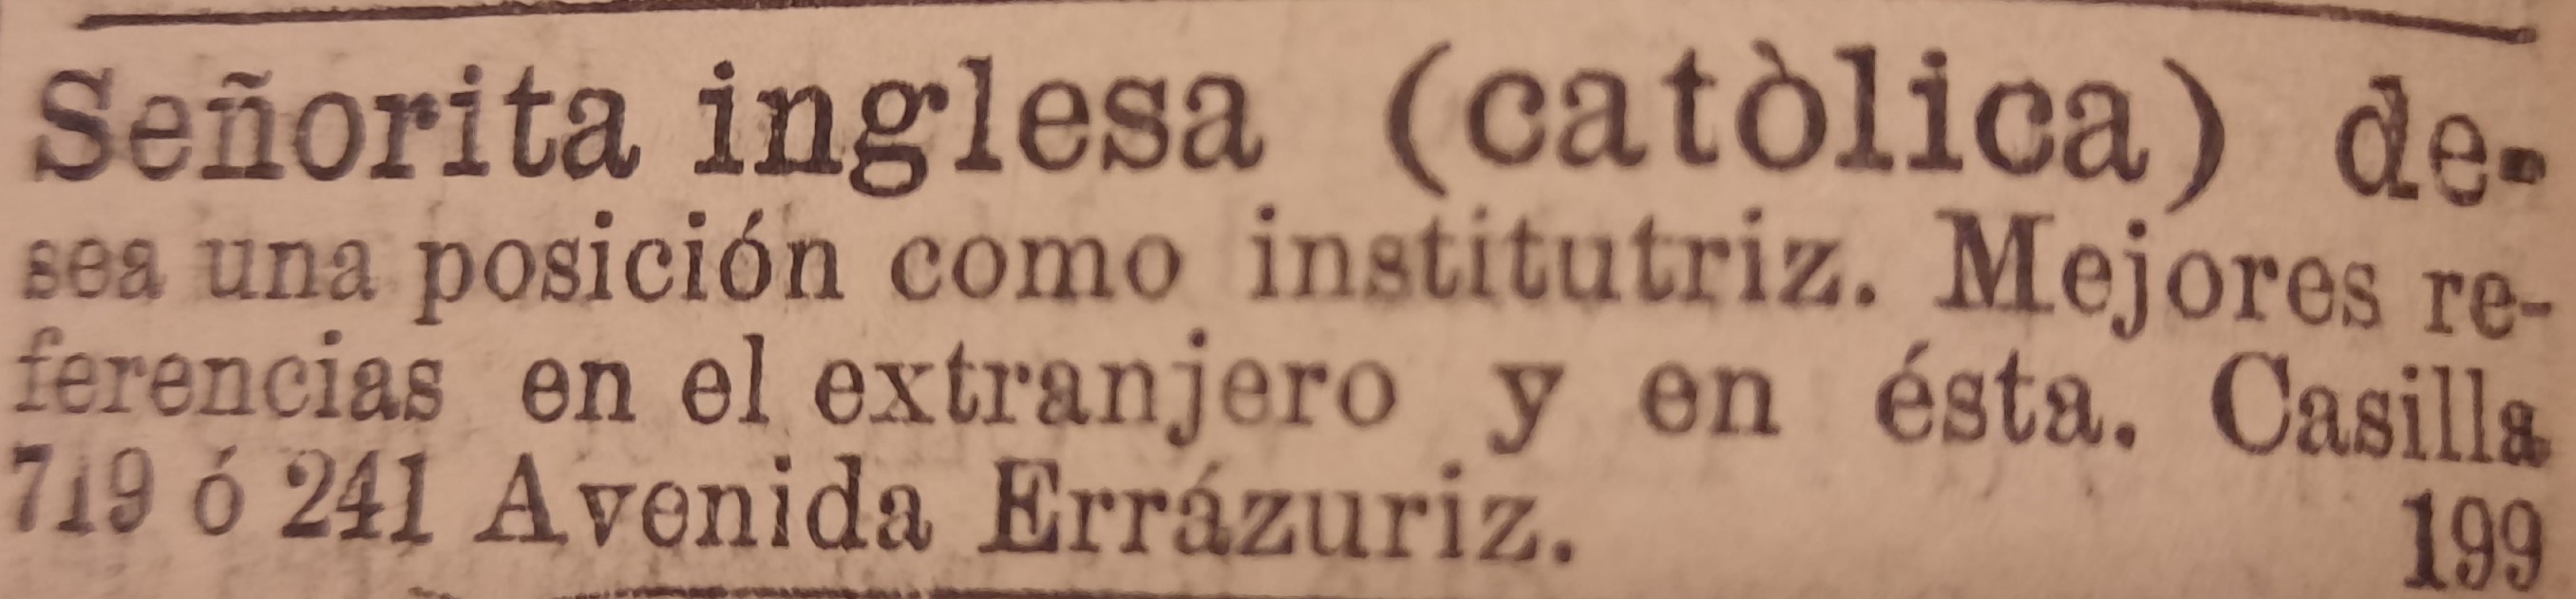 Señorita inglesa (catòlica) de-
sea una posición como institutriz. Mejores re-
ferencias en el extranjero y en ésta. Casilla
719 ó 241 Avenida Errázuriz. 199